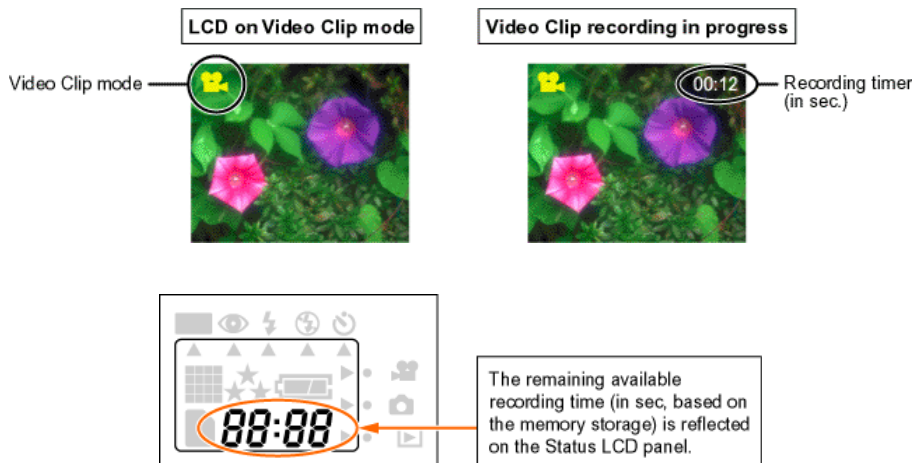 LCD on Video Clip mode
Video Clip recording in progress
Video Clip mode
00:12
Recording timer
(in sec.)
88:88
The remaining available
recording time (in sec, based on
the memory storage) is reflected
on the Status LCD panel.